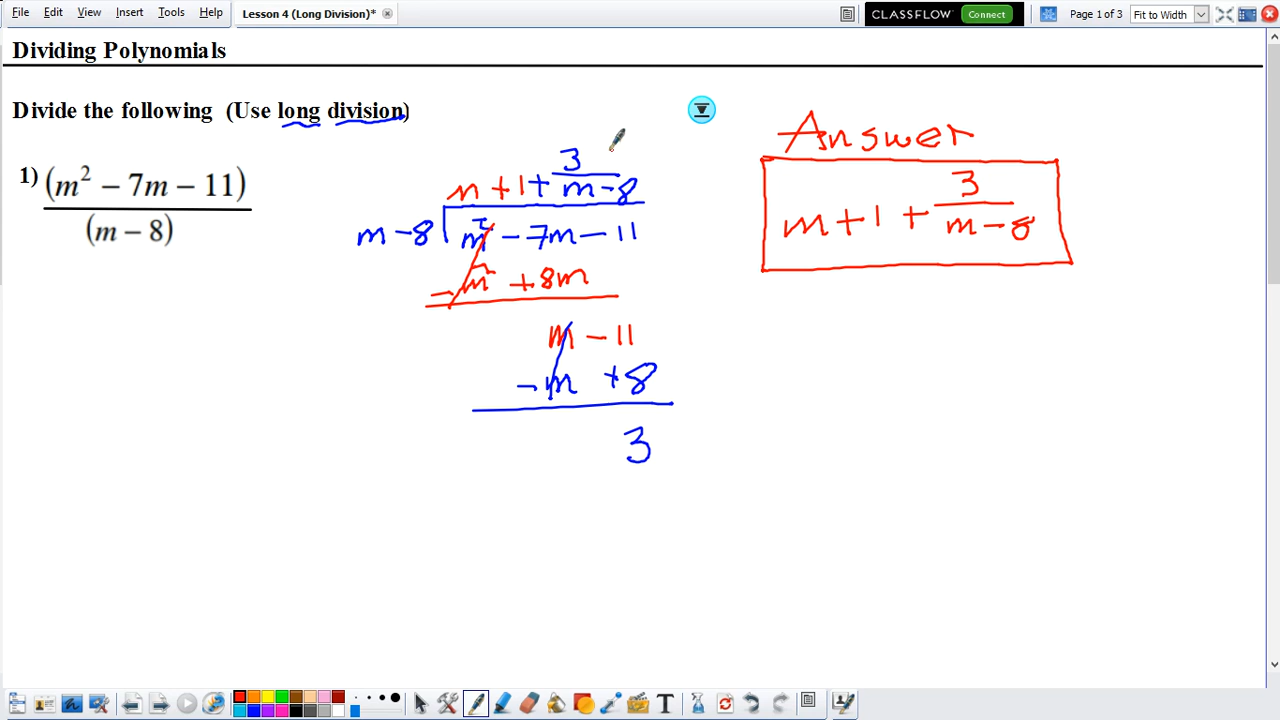 File Edit View Insert Tools Help Lesson 4 (Long Division)* CLASSFLOW Connect Page 1 of 3 Fit to Width
Dividing Polynomials
Divide the following (Use long division)
1) (m² − 7m − 11)
(m − 8)
3
m + 1 + m − 8
m − 8 m² − 7m − 11
− m² + 8m
m − 11
− m + 8
3
Answer
3
m + 1 + m − 8
T